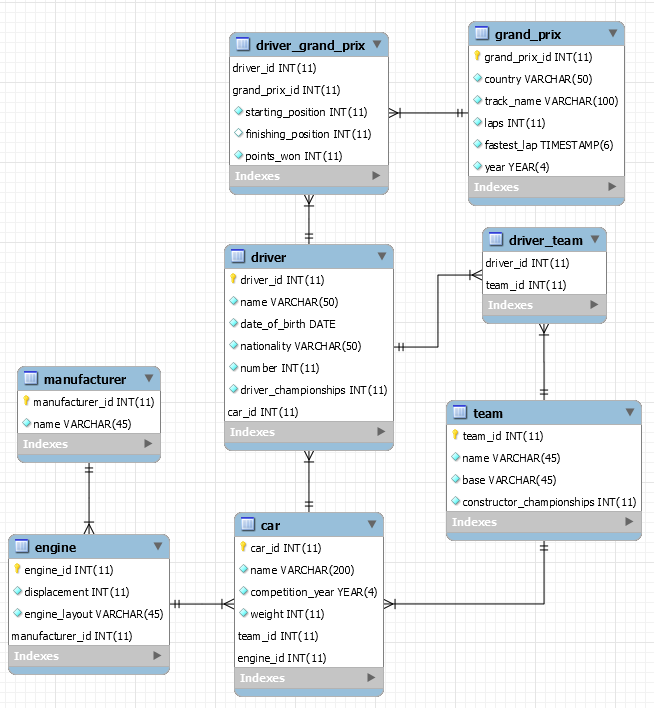 driver_grand_prix
driver_id INT(11)
grand_prix_id INT(11)
starting_position INT(11)
finishing_position INT(11)
points_won INT(11)
Indexes
grand_prix
grand_prix_id INT(11)
country VARCHAR(50)
track_name VARCHAR(100)
laps INT(11)
fastest_lap TIMESTAMP(6)
year YEAR(4)
Indexes
driver
driver_id INT(11)
name VARCHAR(50)
date_of_birth DATE
nationality VARCHAR(50)
number INT(11)
driver_championships INT(11)
car_id INT(11)
Indexes
driver_team
driver_id INT(11)
team_id INT(11)
Indexes
manufacturer
manufacturer_id INT(11)
name VARCHAR(45)
Indexes
team
team_id INT(11)
name VARCHAR(45)
base VARCHAR(45)
constructor_championships INT(11)
Indexes
engine
engine_id INT(11)
displacement INT(11)
engine_layout VARCHAR(45)
manufacturer_id INT(11)
Indexes
car
car_id INT(11)
name VARCHAR(200)
competition_year YEAR(4)
weight INT(11)
team_id INT(11)
engine_id INT(11)
Indexes